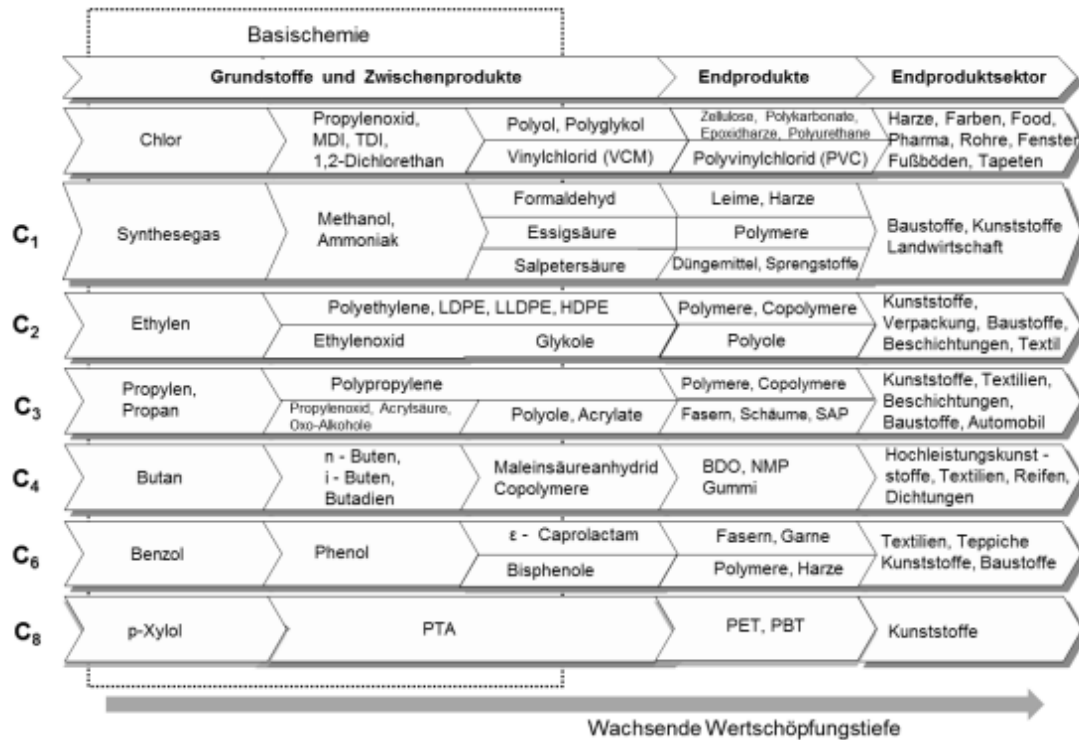 Basischemie
Grundstoffe und Zwischenprodukte
Endprodukte
Endproduktsektor
Chlor
Propylenoxid,
MDI, TDI,
1,2-Dichlorethan
Polyol, Polyglykol
Vinylchlorid (VCM)
Zellulose, Polykarbonate,
Epoxidharze, Polyurethane
Polyvinylchlorid (PVC)
Harze, Farben, Food,
Pharma, Rohre, Fenster
Fußböden, Tapeten
C1
Synthesegas
Methanol,
Ammoniak
Formaldehyd
Essigsäure
Salpetersäure
Leime, Harze
Polymere
Düngemittel, Sprengstoffe
Baustoffe, Kunststoffe
Landwirtschaft
C2
Ethylen
Polyethylene, LDPE, LLDPE, HDPE
Ethylenoxid
Glykole
Polymere, Copolymere
Polyole
Kunststoffe,
Verpackung, Baustoffe,
Beschichtungen, Textil
C3
Propylen,
Propan
Polypropylene
Propylenoxid, Acrylsäure,
Oxo-Alkohole
Polyole, Acrylate
Polymere, Copolymere
Fasern, Schäume, SAP
Kunststoffe, Textilien,
Beschichtungen,
Baustoffe, Automobil
C4
Butan
n - Buten,
i - Buten,
Butadien
Maleinsäureanhydrid
Copolymere
BDO, NMP
Gummi
Hochleistungskunst -
stoffe, Textilien, Reifen,
Dichtungen
C6
Benzol
Phenol
ε - Caprolactam
Bisphenole
Fasern, Garne
Polymere, Harze
Textilien, Teppiche
Kunststoffe, Baustoffe
C8
p-Xylol
PTA
PET, PBT
Kunststoffe
Wachsende Wertschöpfungstiefe